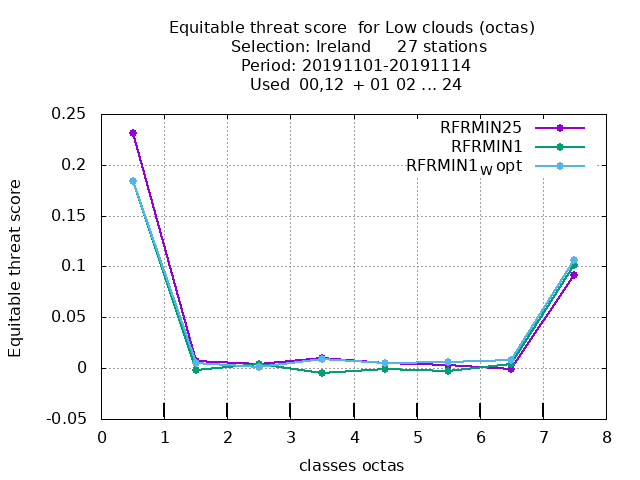 Equitable threat score  for Low clouds (octas)
Selection: Ireland     27 stations
Period: 20191101-20191114
Used  00,12  + 01 02 ... 24
RFRMIN25
RFRMIN1
RFRMIN1W opt
Equitable threat score
0.25
0.2
0.15
0.1
0.05
0
-0.05
0 1 2 3 4 5 6 7 8
classes octas